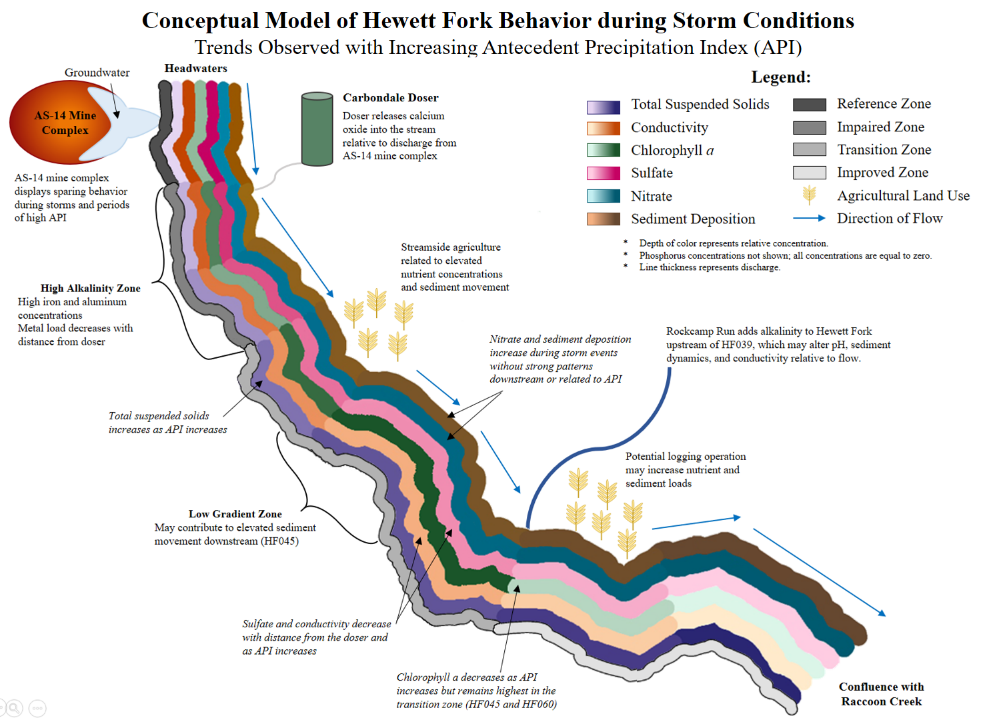 Conceptual Model of Hewett Fork Behavior during Storm Conditions
Trends Observed with Increasing Antecedent Precipitation Index (API)
Groundwater
Headwaters
AS-14 Mine
Complex
AS-14 mine complex
displays sparing behavior
during storms and periods
of high API
Carbondale Doser
Doser releases calcium
oxide into the stream
relative to discharge from
AS-14 mine complex
Legend:
Total Suspended Solids
Conductivity
Chlorophyll a
Sulfate
Nitrate
Sediment Deposition
Reference Zone
Impaired Zone
Transition Zone
Improved Zone
Agricultural Land Use
Direction of Flow
* Depth of color represents relative concentration.
* Phosphorus concentrations not shown; all concentrations are equal to zero.
* Line thickness represents discharge.
Streamside agriculture
related to elevated
nutrient concentrations
and sediment movement
High Alkalinity Zone
High iron and aluminum
concentrations
Metal load decreases with
distance from doser
Nitrate and sediment deposition
increase during storm events
without strong patterns
downstream or related to API
Rockcamp Run adds alkalinity to Hewett Fork
upstream of HF039, which may alter pH, sediment
dynamics, and conductivity relative to flow.
Total suspended solids
increases as API increases
Potential logging operation
may increase nutrient and
sediment loads
Low Gradient Zone
May contribute to elevated sediment
movement downstream (HF045)
Sulfate and conductivity decrease
with distance from the doser and
as API increases
Chlorophyll a decreases as API
increases but remains highest in the
transition zone (HF045 and HF060)
Confluence with
Raccoon Creek